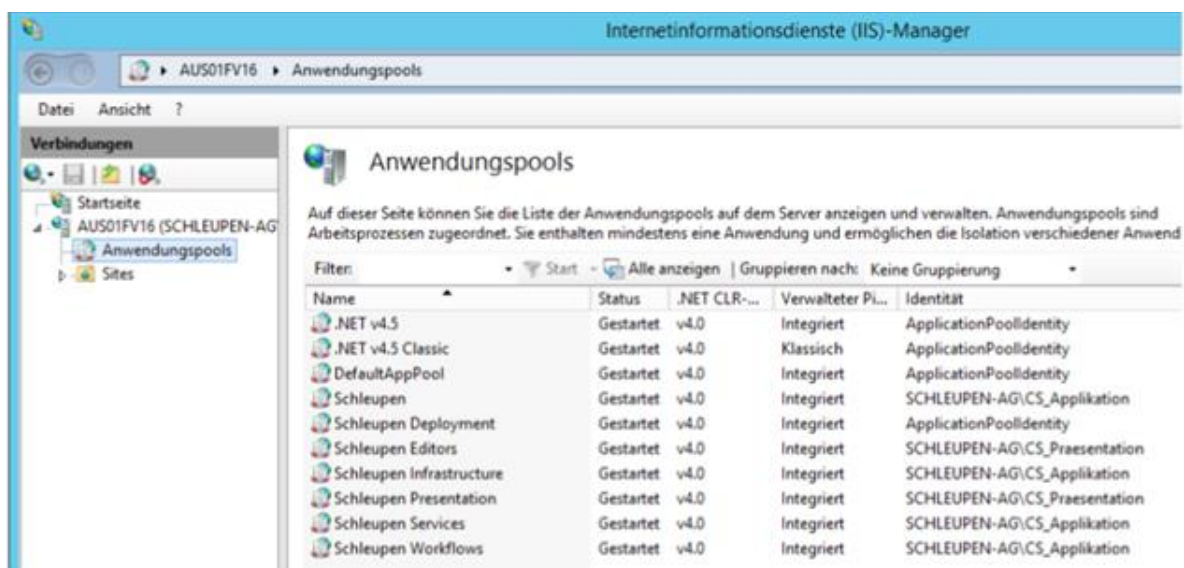 Internetinformationsdienste (IIS)-Manager
AUS01FV16 Anwendungspools
Datei Ansicht ?
Verbindungen
Startseite
AUS01FV16 (SCHLEUPEN-AG
Anwendungspools
Sites
Anwendungspools
Auf dieser Seite können Sie die Liste der Anwendungspools auf dem Server anzeigen und verwalten. Anwendungspools sind
Arbeitsprozessen zugeordnet. Sie enthalten mindestens eine Anwendung und ermöglichen die Isolation verschiedener Anwend
Filter: Start Alle anzeigen Gruppieren nach: Keine Gruppierung
Name Status .NET CLR-... Verwalteter Pi... Identität
.NET v4.5 Gestartet v4.0 Integriert ApplicationPoolIdentity
.NET v4.5 Classic Gestartet v4.0 Klassisch ApplicationPoolIdentity
DefaultAppPool Gestartet v4.0 Integriert ApplicationPoolIdentity
Schleupen Gestartet v4.0 Integriert SCHLEUPEN-AG\CS_Applikation
Schleupen Deployment Gestartet v4.0 Integriert ApplicationPoolIdentity
Schleupen Editors Gestartet v4.0 Integriert SCHLEUPEN-AG\CS_Praesentation
Schleupen Infrastructure Gestartet v4.0 Integriert SCHLEUPEN-AG\CS_Applikation
Schleupen Presentation Gestartet v4.0 Integriert SCHLEUPEN-AG\CS_Praesentation
Schleupen Services Gestartet v4.0 Integriert SCHLEUPEN-AG\CS_Applikation
Schleupen Workflows Gestartet v4.0 Integriert SCHLEUPEN-AG\CS_Applikation